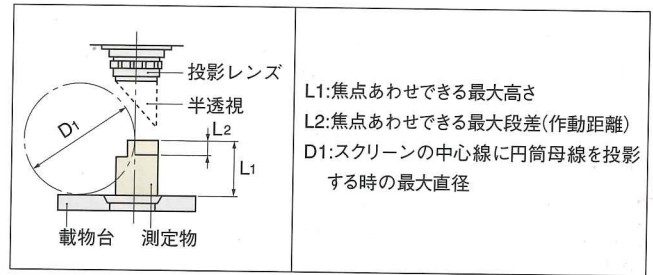 投影レンズ
半透視
L2
D1
L1
載物台
測定物
L1:焦点あわせできる最大高さ
L2:焦点あわせできる最大段差(作動距離)
D1:スクリーンの中心線に円筒母線を投影
する時の最大直径